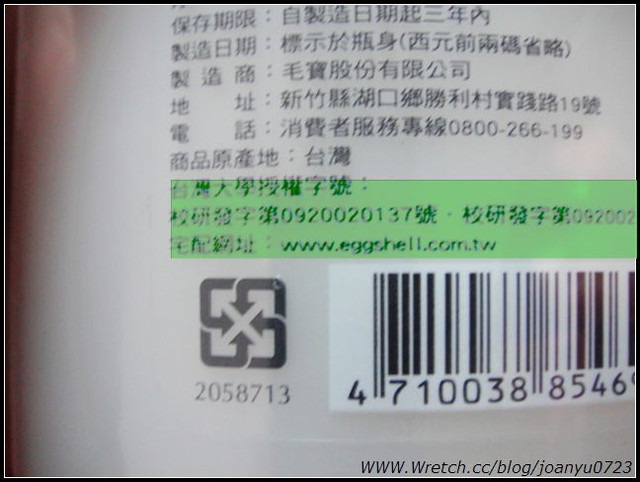 保存期限：自製造日期起三年內
製造日期：標示於瓶身(西元前兩碼省略)
製造商：毛寶股份有限公司
地址：新竹縣湖口鄉勝利村實踐路19號
電話：消費者服務專線0800-266-199
商品原產地：台灣
台灣大學授權字號：
校研發字第0920020137號．校研發字第092002
宅配網址：www.eggshell.com.tw
2058713
4 710038 8546
WWW.Wretch.cc/blog/joanyu0723